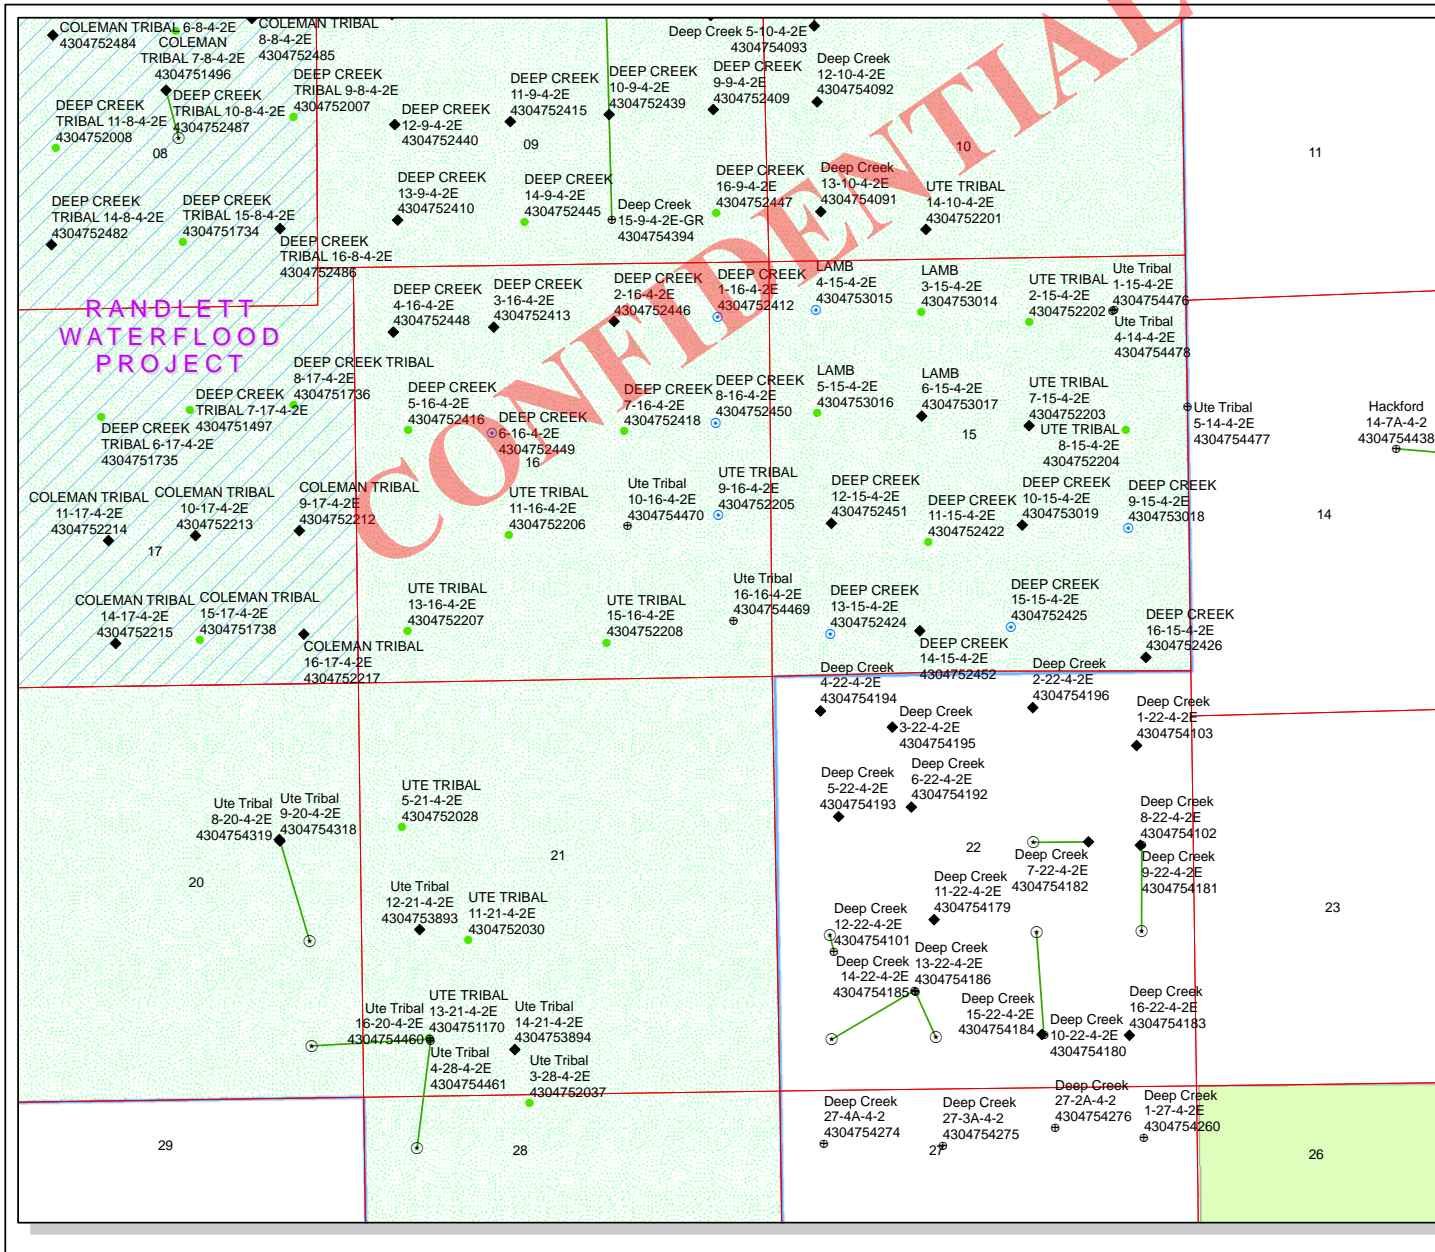 COLEMAN TRIBAL 6-8-4-2E
4304752484
COLEMAN
TRIBAL 7-8-4-2E
4304751496
COLEMAN TRIBAL
8-8-4-2E
4304752485
DEEP CREEK
TRIBAL 9-8-4-2E
4304752007
DEEP CREEK
TRIBAL 10-8-4-2E
4304752487
DEEP CREEK
TRIBAL 11-8-4-2E
4304752008
08
DEEP CREEK
TRIBAL 14-8-4-2E
4304752482
DEEP CREEK
TRIBAL 15-8-4-2E
4304751734
DEEP CREEK
TRIBAL 16-8-4-2E
4304752486
DEEP CREEK
12-9-4-2E
4304752440
DEEP CREEK
11-9-4-2E
4304752415
DEEP CREEK
10-9-4-2E
4304752439
DEEP CREEK
9-9-4-2E
4304752409
09
DEEP CREEK
13-9-4-2E
4304752410
DEEP CREEK
14-9-4-2E
4304752445
Deep Creek
15-9-4-2E-GR
4304754394
DEEP CREEK
16-9-4-2E
4304752447
Deep Creek 5-10-4-2E
4304754093
Deep Creek
12-10-4-2E
4304754092
10
Deep Creek
13-10-4-2E
4304754091
UTE TRIBAL
14-10-4-2E
4304752201
11
CONFIDENTIAL
RANDLETT
WATERFLOOD
PROJECT
DEEP CREEK TRIBAL
8-17-4-2E
4304751736
DEEP CREEK
TRIBAL 7-17-4-2E
4304751497
DEEP CREEK
TRIBAL 6-17-4-2E
4304751735
COLEMAN TRIBAL
11-17-4-2E
4304752214
COLEMAN TRIBAL
10-17-4-2E
4304752213
COLEMAN TRIBAL
9-17-4-2E
4304752212
17
COLEMAN TRIBAL
14-17-4-2E
4304752215
COLEMAN TRIBAL
15-17-4-2E
4304751738
COLEMAN TRIBAL
16-17-4-2E
4304752217
DEEP CREEK
4-16-4-2E
4304752448
DEEP CREEK
3-16-4-2E
4304752413
DEEP CREEK
2-16-4-2E
4304752446
DEEP CREEK
1-16-4-2E
4304752412
DEEP CREEK
5-16-4-2E
4304752416
DEEP CREEK
6-16-4-2E
4304752449
16
DEEP CREEK
7-16-4-2E
4304752418
DEEP CREEK
8-16-4-2E
4304752450
UTE TRIBAL
11-16-4-2E
4304752206
Ute Tribal
10-16-4-2E
4304754470
UTE TRIBAL
9-16-4-2E
4304752205
UTE TRIBAL
13-16-4-2E
4304752207
UTE TRIBAL
15-16-4-2E
4304752208
Ute Tribal
16-16-4-2E
4304754469
LAMB
4-15-4-2E
4304753015
LAMB
3-15-4-2E
4304753014
UTE TRIBAL
2-15-4-2E
4304752202
Ute Tribal
1-15-4-2E
4304754476
Ute Tribal
4-14-4-2E
4304754478
LAMB
5-15-4-2E
4304753016
LAMB
6-15-4-2E
4304753017
15
UTE TRIBAL
7-15-4-2E
4304752203
UTE TRIBAL
8-15-4-2E
4304752204
Ute Tribal
5-14-4-2E
4304754477
Hackford
14-7A-4-2
4304754438
14
DEEP CREEK
12-15-4-2E
4304752451
DEEP CREEK
11-15-4-2E
4304752422
DEEP CREEK
10-15-4-2E
4304753019
DEEP CREEK
9-15-4-2E
4304753018
DEEP CREEK
13-15-4-2E
4304752424
DEEP CREEK
14-15-4-2E
4304752452
DEEP CREEK
15-15-4-2E
4304752425
DEEP CREEK
16-15-4-2E
4304752426
Deep Creek
4-22-4-2E
4304754194
Deep Creek
3-22-4-2E
4304754195
Deep Creek
2-22-4-2E
4304754196
Deep Creek
1-22-4-2E
4304754103
Deep Creek
5-22-4-2E
4304754193
Deep Creek
6-22-4-2E
4304754192
22
Deep Creek
7-22-4-2E
4304754182
Deep Creek
8-22-4-2E
4304754102
Deep Creek
9-22-4-2E
4304754181
Deep Creek
11-22-4-2E
4304754179
Deep Creek
12-22-4-2E
4304754101
Deep Creek
13-22-4-2E
4304754186
Deep Creek
14-22-4-2E
4304754185
Deep Creek
15-22-4-2E
4304754184
Deep Creek
10-22-4-2E
4304754180
Deep Creek
16-22-4-2E
4304754183
23
Ute Tribal
8-20-4-2E
4304754319
Ute Tribal
9-20-4-2E
4304754318
20
UTE TRIBAL
5-21-4-2E
4304752028
21
Ute Tribal
12-21-4-2E
4304753893
UTE TRIBAL
11-21-4-2E
4304752030
Ute Tribal
16-20-4-2E
4304754460
UTE TRIBAL
13-21-4-2E
4304751170
Ute Tribal
14-21-4-2E
4304753894
Ute Tribal
4-28-4-2E
4304754461
Ute Tribal
3-28-4-2E
4304752037
29
28
Deep Creek
27-4A-4-2
4304754274
Deep Creek
27-3A-4-2
4304754275
27
Deep Creek
27-2A-4-2
4304754276
Deep Creek
1-27-4-2E
4304754260
26